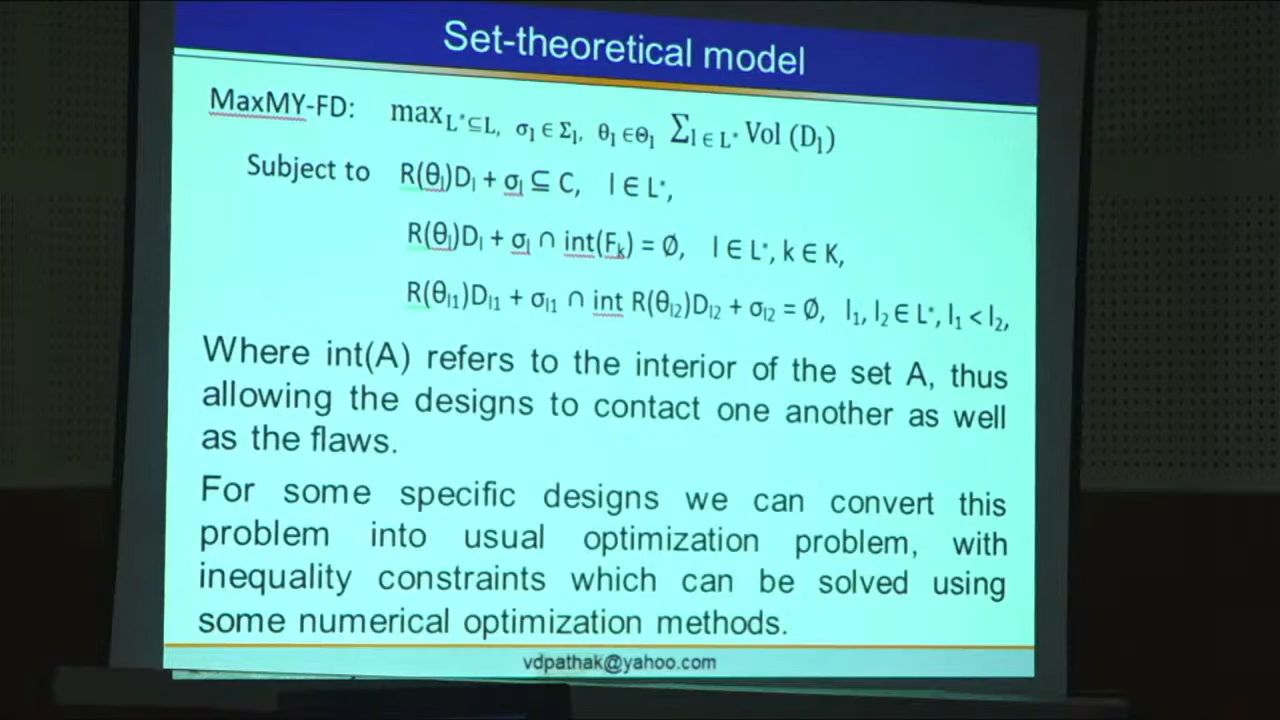 Set-theoretical model
MaxMY-FD: max_{L*⊆L, σ_l∈Σ_l, θ_l∈Θ_l} ∑_{l∈L*} Vol (D_l)
Subject to R(θ_l)D_l + σ_l ⊆ C, l ∈ L*,
R(θ_l)D_l + σ_l ∩ int(F_k) = Ø, l ∈ L*, k ∈ K,
R(θ_{l1})D_{l1} + σ_{l1} ∩ int R(θ_{l2})D_{l2} + σ_{l2} = Ø, l_1, l_2 ∈ L*, l_1 < l_2,
Where int(A) refers to the interior of the set A, thus
allowing the designs to contact one another as well
as the flaws.
For some specific designs we can convert this
problem into usual optimization problem, with
inequality constraints which can be solved using
some numerical optimization methods.
vdpathak@yahoo.com